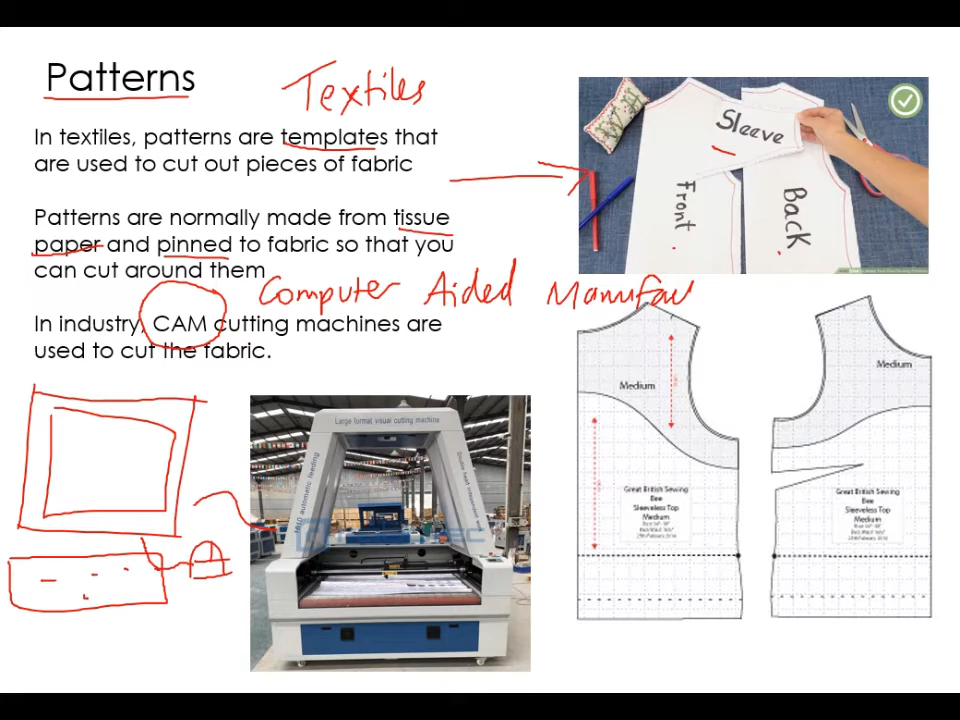 Patterns
Textiles
In textiles, patterns are templates that
are used to cut out pieces of fabric
Patterns are normally made from tissue
paper and pinned to fabric so that you
can cut around them
Computer Aided Manufac
In industry, CAM cutting machines are
used to cut the fabric.
Sleeve
Front
Back
Large format visual cutting machine
1610 automatic feeding
Medium
Great British Sewing
Bee
Sleeveless Top
Medium
Medium
Great British Sewing
Bee
Sleeveless Top
Medium